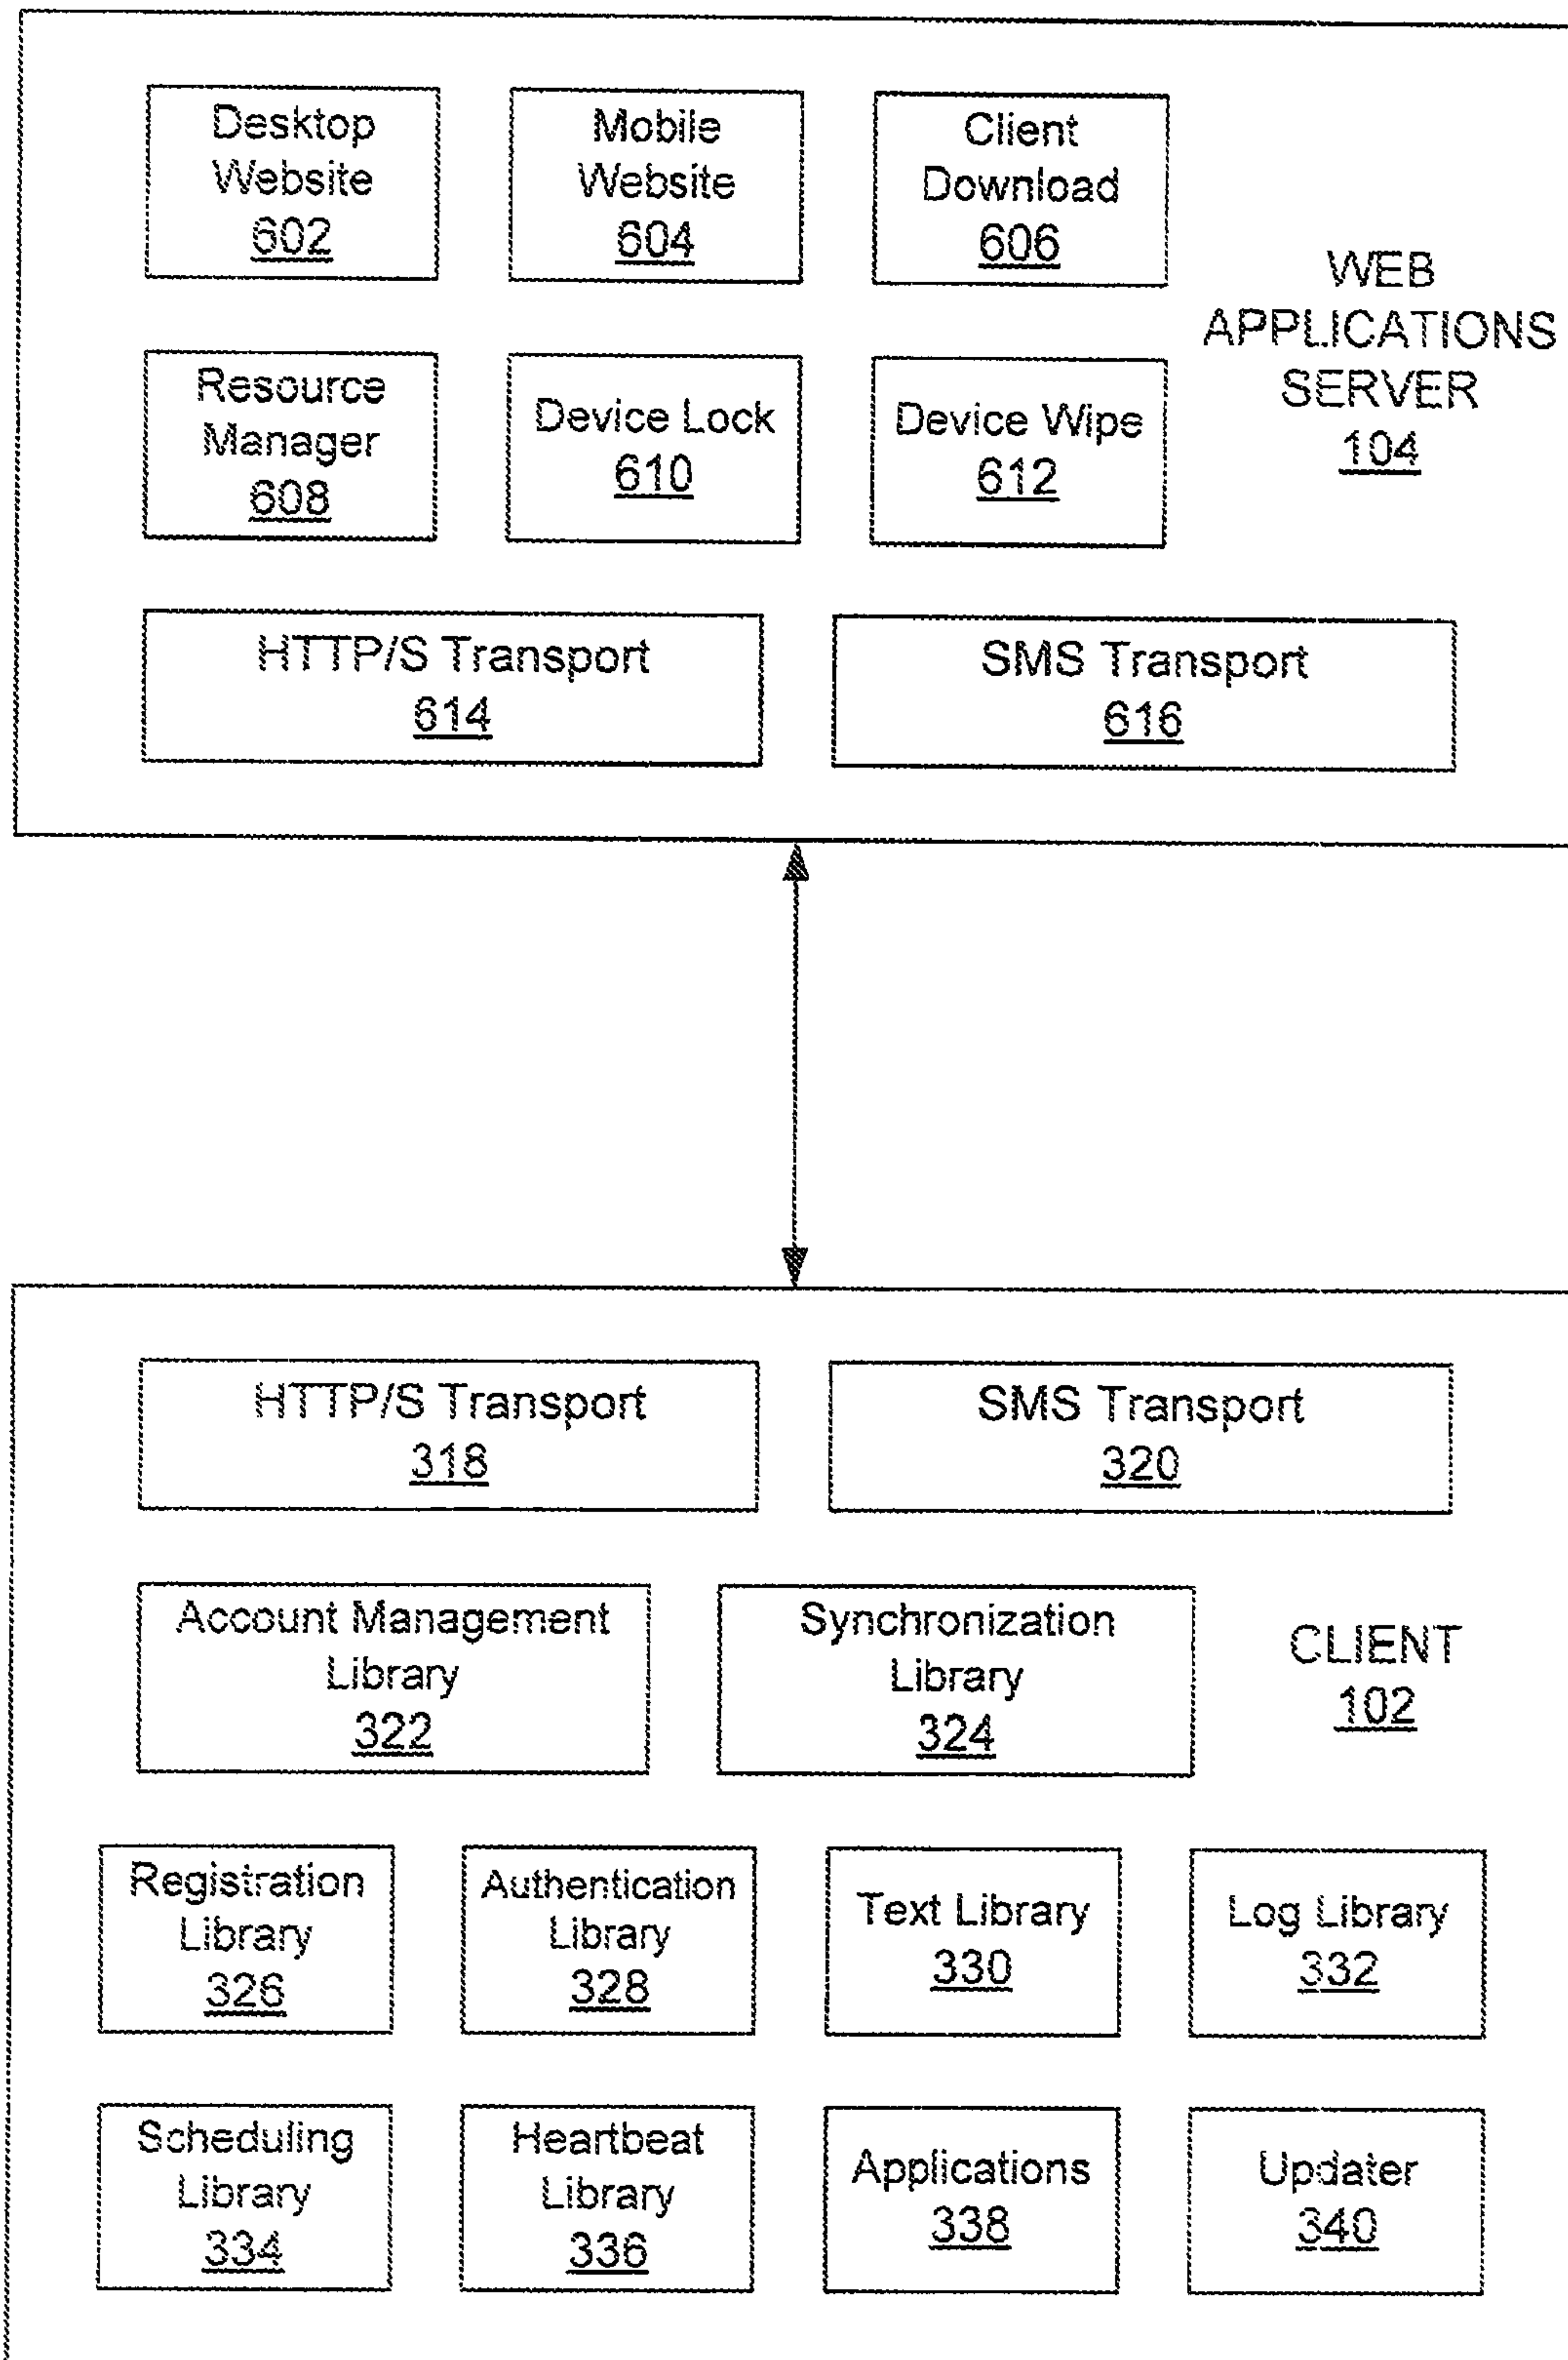 Desktop
Website
602
Mobile
Website
604
Client
Download
606
WEB
APPLICATIONS
SERVER
104
Resource
Manager
608
Device Lock
610
Device Wipe
612
HTTP/S Transport
614
SMS Transport
616
HTTP/S Transport
318
SMS Transport
320
Account Management
Library
322
Synchronization
Library
324
CLIENT
102
Registration
Library
326
Authentication
Library
328
Text Library
330
Log Library
332
Scheduling
Library
334
Heartbeat
Library
336
Applications
338
Updater
340